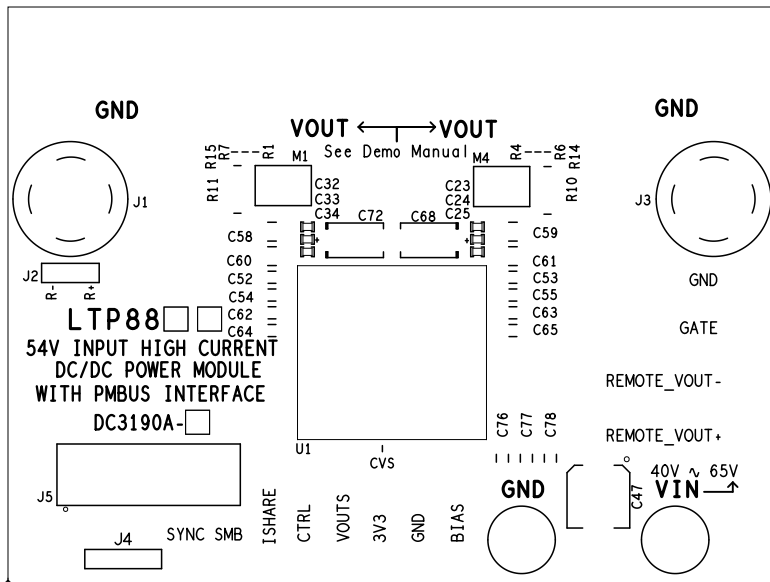 GND
GND
VOUT ←→ VOUT
See Demo Manual
R15
R7 ---- R1
R4 ---- R6
R14
M1
M4
R11
R10
C32
C33
C34
C23
C24
C25
J1
J3
C72
C68
C58
C59
C60
C61
C52
C53
C54
C55
C62
C63
C64
C65
J2
R-
R+
GND
LTP88
GATE
54V INPUT HIGH CURRENT
DC/DC POWER MODULE
WITH PMBUS INTERFACE
REMOTE_VOUT-
DC3190A-
REMOTE_VOUT+
U1
CVS
C76
C77
C78
40V ~ 65V
GND
VIN
C47
J5
J4
SYNC SMB
ISHARE
CTRL
VOUTS
3V3
GND
BIAS